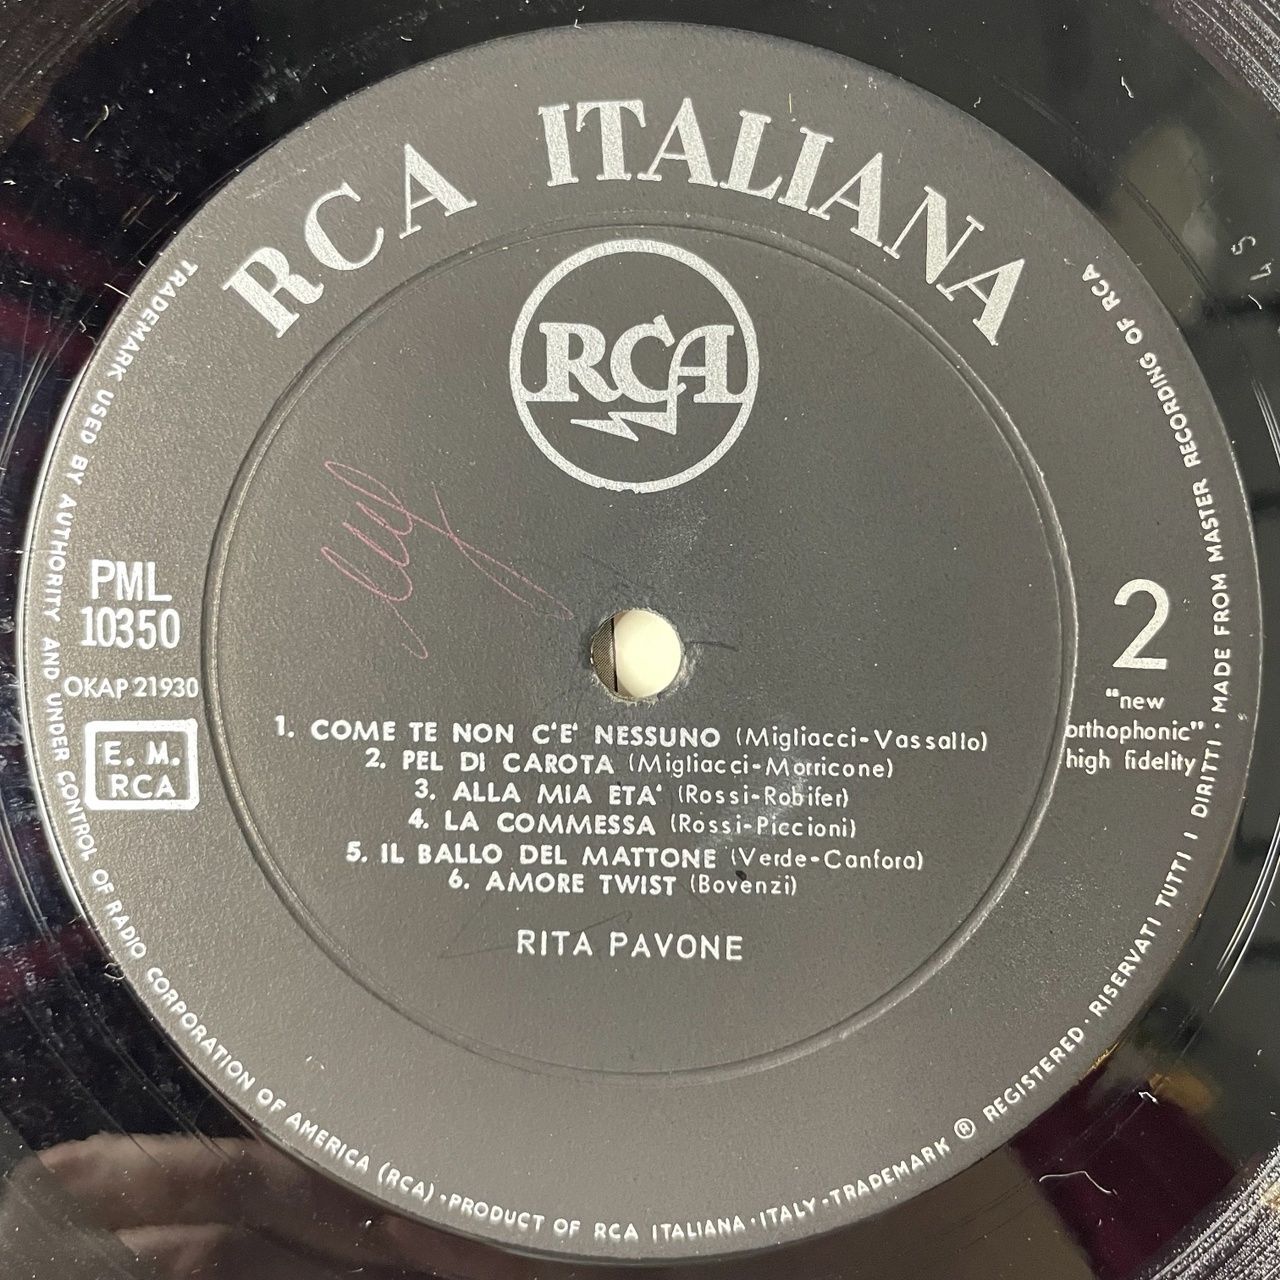 RCA ITALIANA
RCA
TRADEMARK USED BY AUTHORITY AND UNDER CONTROL OF RADIO CORPORATION OF AMERICA (RCA) · PRODUCT OF RCA ITALIANA · ITALY · TRADEMARK ® REGISTERED · RISERVATI TUTTI I DIRITTI · MADE FROM MASTER RECORDING OF RCA
PML
10350
OKAP 21930
E. M.
RCA
2
"new
orthophonic"
high fidelity
1. COME TE NON C'E' NESSUNO (Migliacci-Vassallo)
2. PEL DI CAROTA (Migliacci-Morricone)
3. ALLA MIA ETA' (Rossi-Robifer)
4. LA COMMESSA (Rossi-Piccioni)
5. IL BALLO DEL MATTONE (Verde-Canfora)
6. AMORE TWIST (Bovenzi)
RITA PAVONE